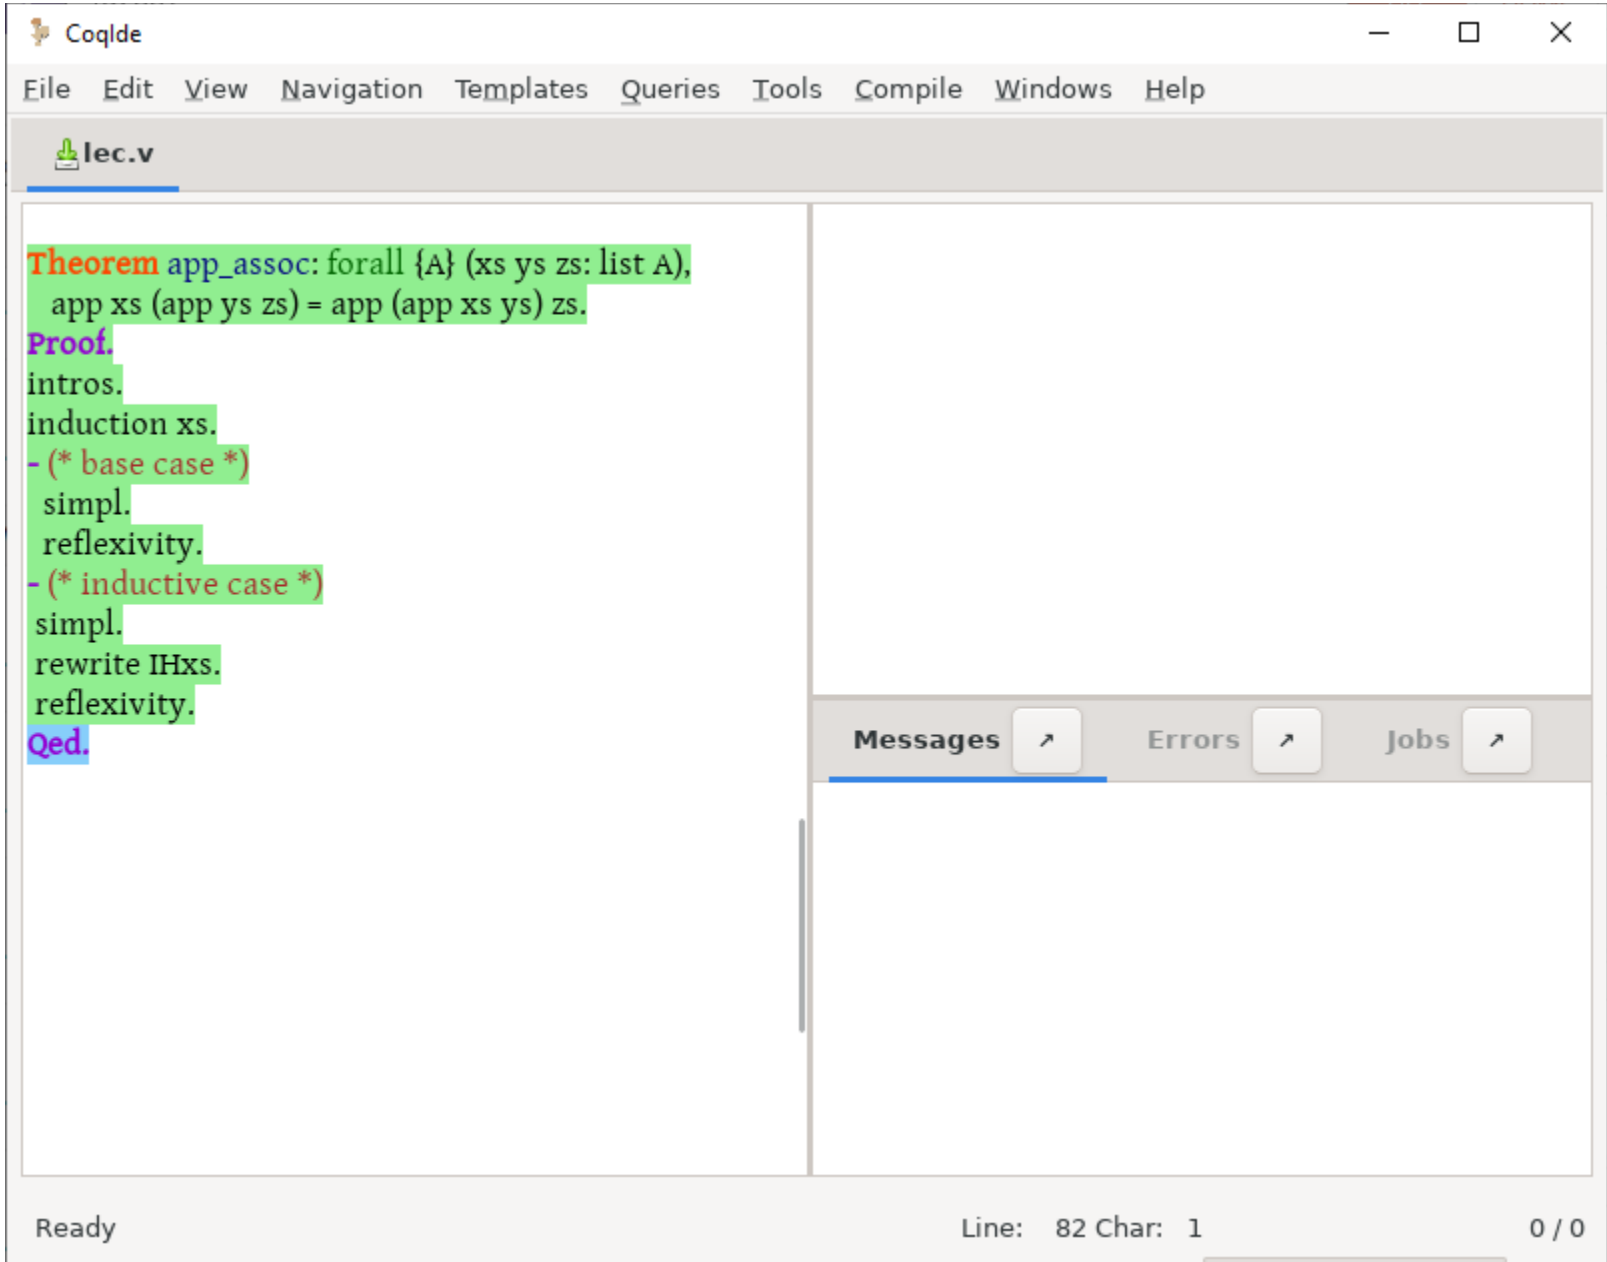 CoqIde
File Edit View Navigation Templates Queries Tools Compile Windows Help
lec.v
Theorem app_assoc: forall {A} (xs ys zs: list A),
app xs (app ys zs) = app (app xs ys) zs.
Proof.
intros.
induction xs.
- (* base case *)
simpl.
reflexivity.
- (* inductive case *)
simpl.
rewrite IHxs.
reflexivity.
Qed.
Messages ↗ Errors ↗ Jobs ↗
Ready Line: 82 Char: 1 0 / 0